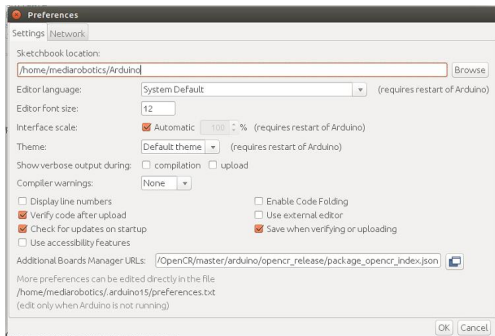 Preferences
Settings Network
Sketchbook location:
/home/mediarobotics/Arduino Browse
Editor language: System Default (requires restart of Arduino)
Editor font size: 12
Interface scale: Automatic 100 % (requires restart of Arduino)
Theme: Default theme (requires restart of Arduino)
Show verbose output during: compilation upload
Compiler warnings: None
Display line numbers Enable Code Folding
Verify code after upload Use external editor
Check for updates on startup Save when verifying or uploading
Use accessibility features
Additional Boards Manager URLs: /OpenCR/master/arduino/opencr_release/package_opencr_index.json
More preferences can be edited directly in the file
/home/mediarobotics/.arduino15/preferences.txt
(edit only when Arduino is not running)
OK Cancel